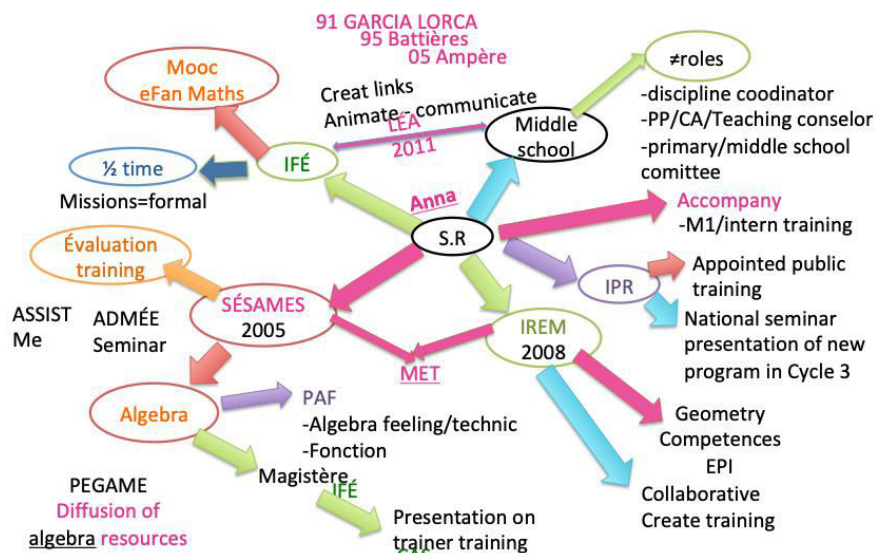 91 GARCIA LORCA
95 Battières
05 Ampère
Mooc
eFan Maths
Creat links
Animate - communicate
LÉA
2011
Middle
school
≠roles
-discipline coodinator
-PP/CA/Teaching conselor
-primary/middle school
comittee
½ time
IFÉ
Missions=formal
Anna
S.R
Accompany
-M1/intern training
Évaluation
training
IPR
Appointed public
training
SÉSAMES
2005
ASSIST
Me
ADMÉE
Seminar
IREM
2008
National seminar
presentation of new
program in Cycle 3
MET
Algebra
PAF
-Algebra feeling/technic
-Fonction
Magistère
IFÉ
Geometry
Competences
EPI
PEGAME
Diffusion of
algebra resources
Collaborative
Create training
Presentation on
trainer training